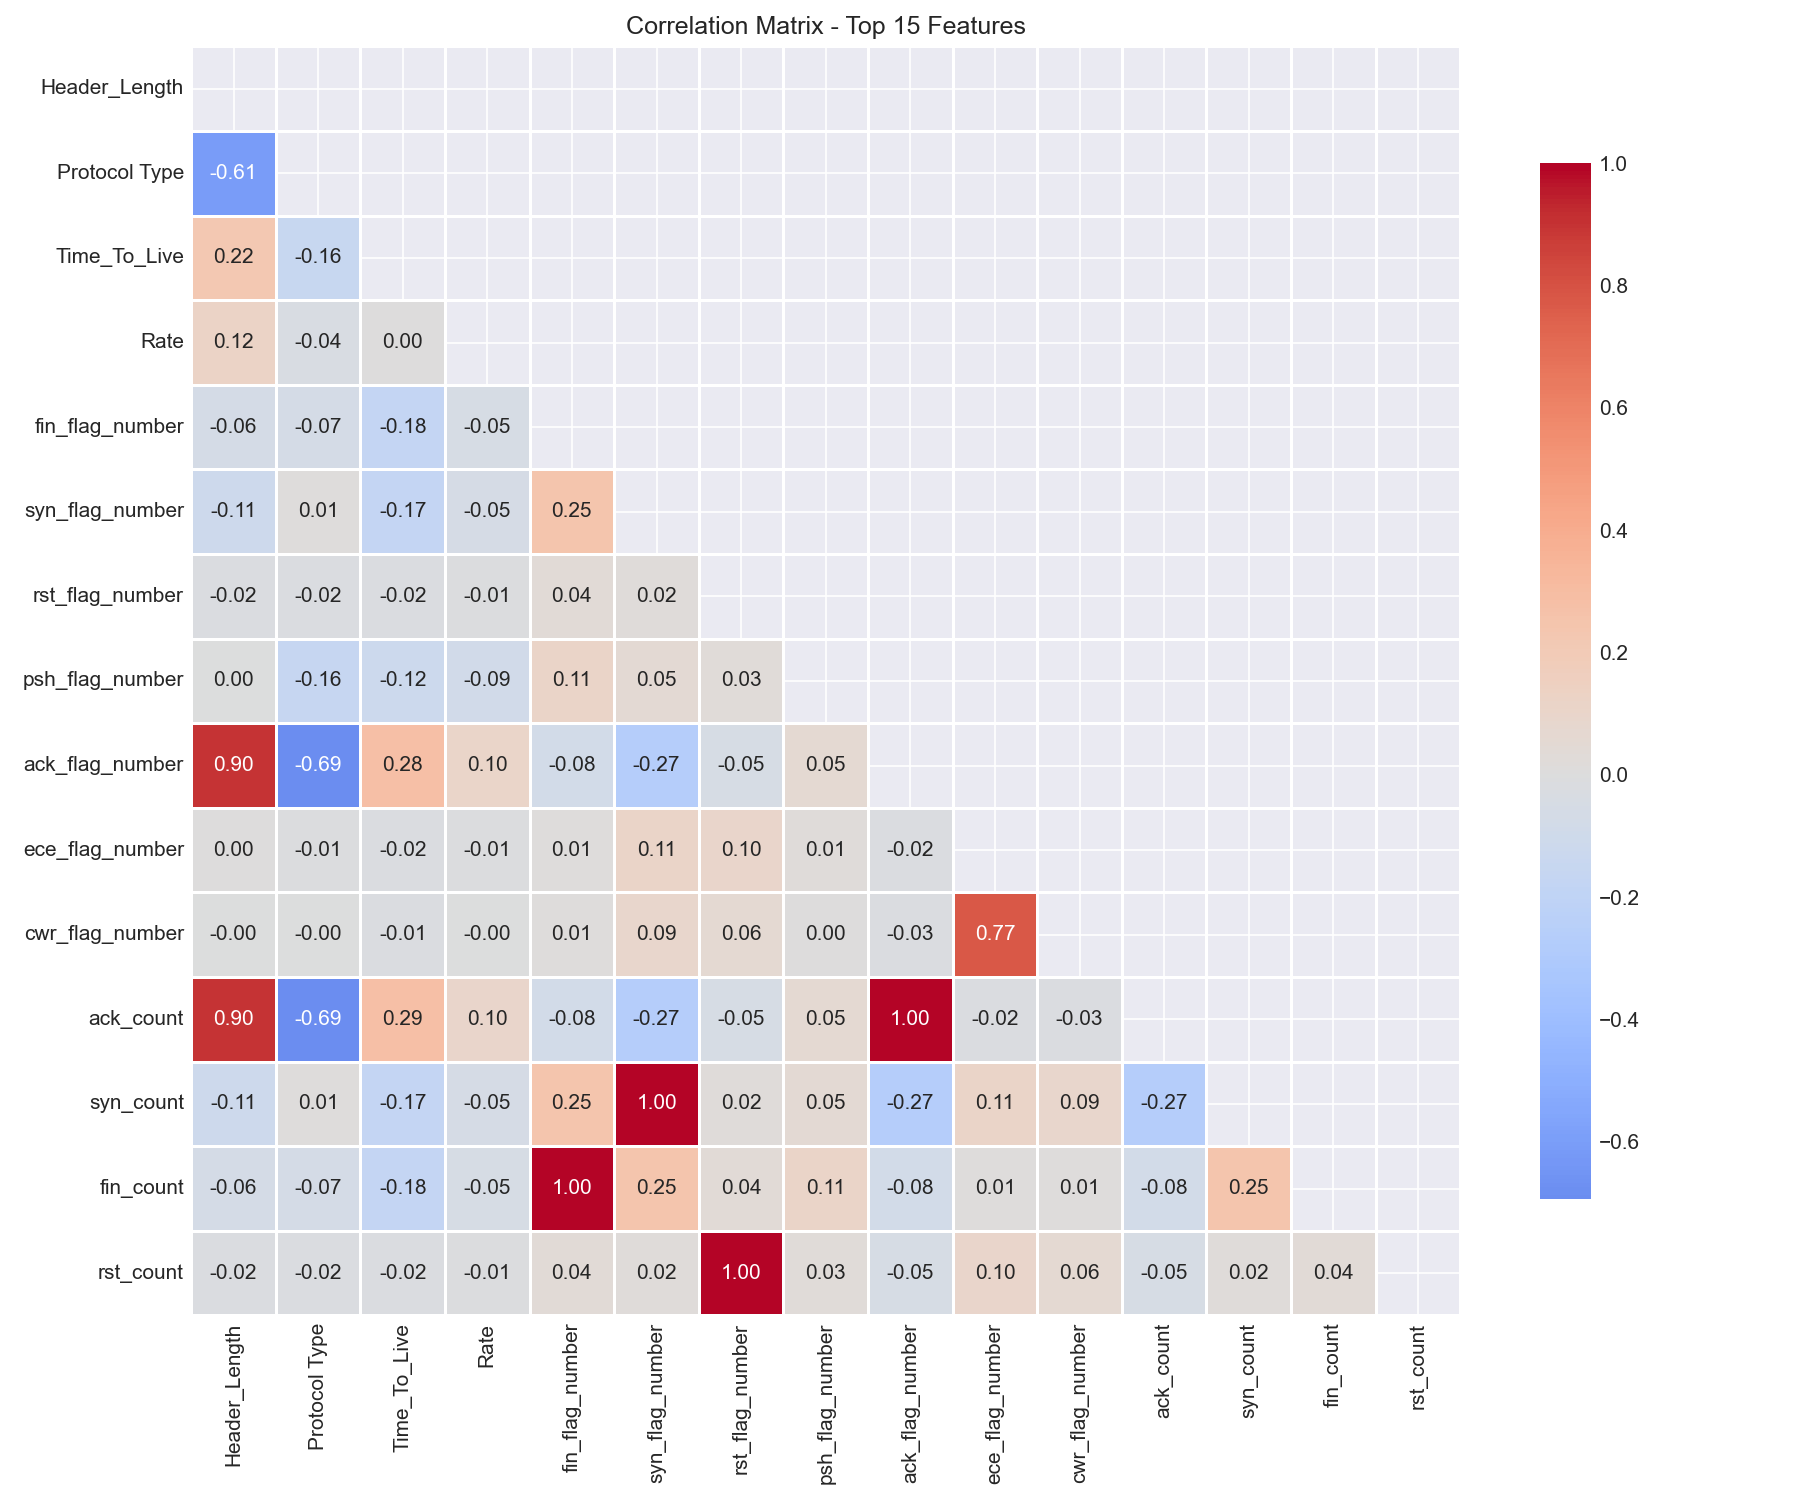 Correlation Matrix - Top 15 Features
Header_Length
Protocol Type -0.61
Time_To_Live 0.22 -0.16
Rate 0.12 -0.04 0.00
fin_flag_number -0.06 -0.07 -0.18 -0.05
syn_flag_number -0.11 0.01 -0.17 -0.05 0.25
rst_flag_number -0.02 -0.02 -0.02 -0.01 0.04 0.02
psh_flag_number 0.00 -0.16 -0.12 -0.09 0.11 0.05 0.03
ack_flag_number 0.90 -0.69 0.28 0.10 -0.08 -0.27 -0.05 0.05
ece_flag_number 0.00 -0.01 -0.02 -0.01 0.01 0.11 0.10 0.01 -0.02
cwr_flag_number -0.00 -0.00 -0.01 -0.00 0.01 0.09 0.06 0.00 -0.03 0.77
ack_count 0.90 -0.69 0.29 0.10 -0.08 -0.27 -0.05 0.05 1.00 -0.02 -0.03
syn_count -0.11 0.01 -0.17 -0.05 0.25 1.00 0.02 0.05 -0.27 0.11 0.09 -0.27
fin_count -0.06 -0.07 -0.18 -0.05 1.00 0.25 0.04 0.11 -0.08 0.01 0.01 -0.08 0.25
rst_count -0.02 -0.02 -0.02 -0.01 0.04 0.02 1.00 0.03 -0.05 0.10 0.06 -0.05 0.02 0.04
Header_Length
Protocol Type
Time_To_Live
Rate
fin_flag_number
syn_flag_number
rst_flag_number
psh_flag_number
ack_flag_number
ece_flag_number
cwr_flag_number
ack_count
syn_count
fin_count
rst_count
1.0
0.8
0.6
0.4
0.2
0.0
−0.2
−0.4
−0.6